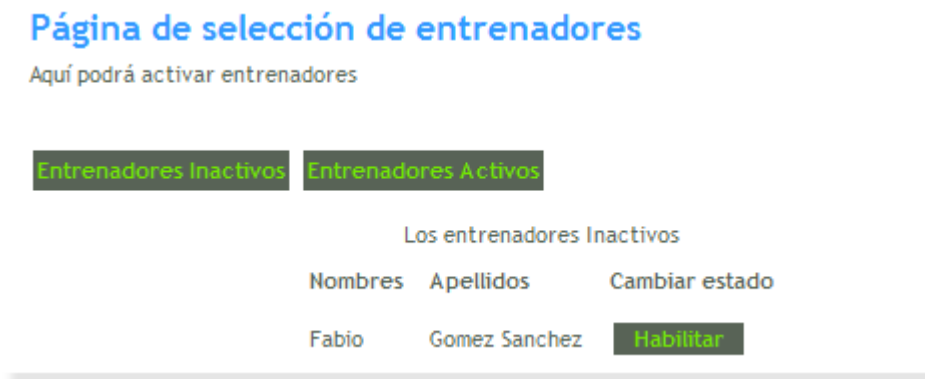 Página de selección de entrenadores
Aquí podrá activar entrenadores
Entrenadores Inactivos Entrenadores Activos
Los entrenadores Inactivos
Nombres Apellidos Cambiar estado
Fabio Gomez Sanchez Habilitar